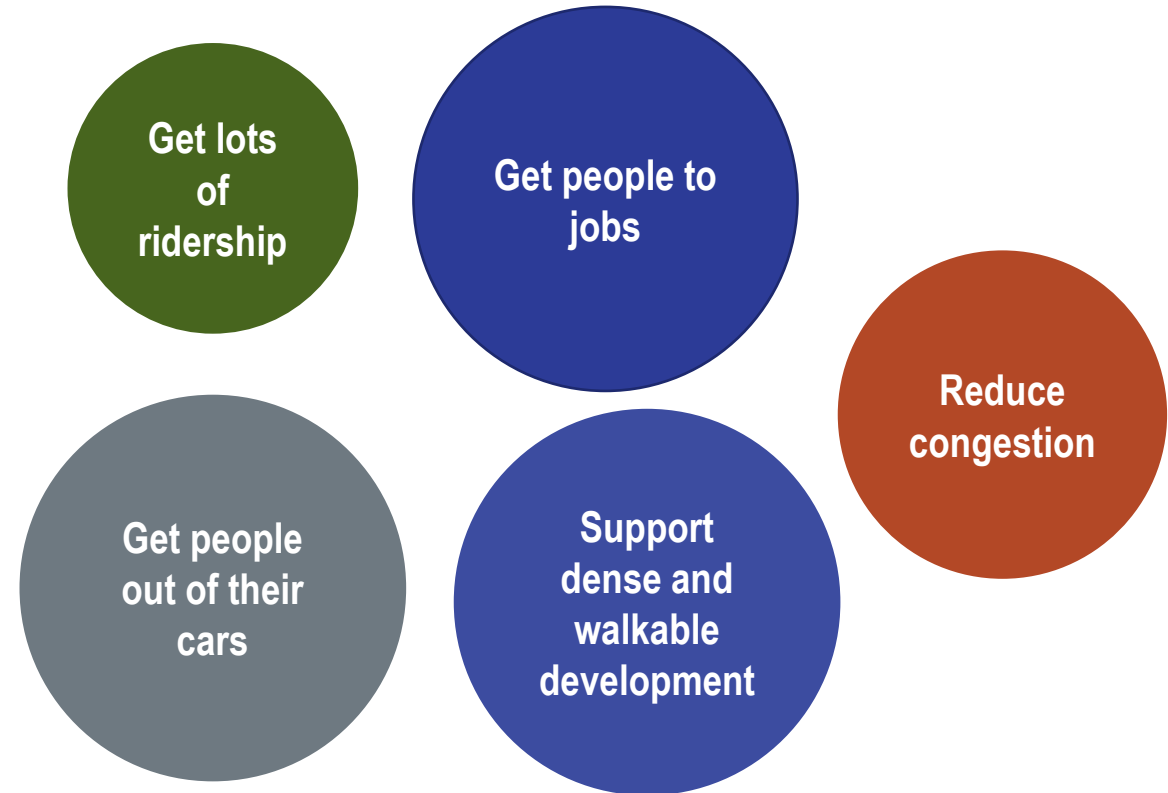 Get lots
of
ridership
Get people to
jobs
Reduce
congestion
Get people
out of their
cars
Support
dense and
walkable
development